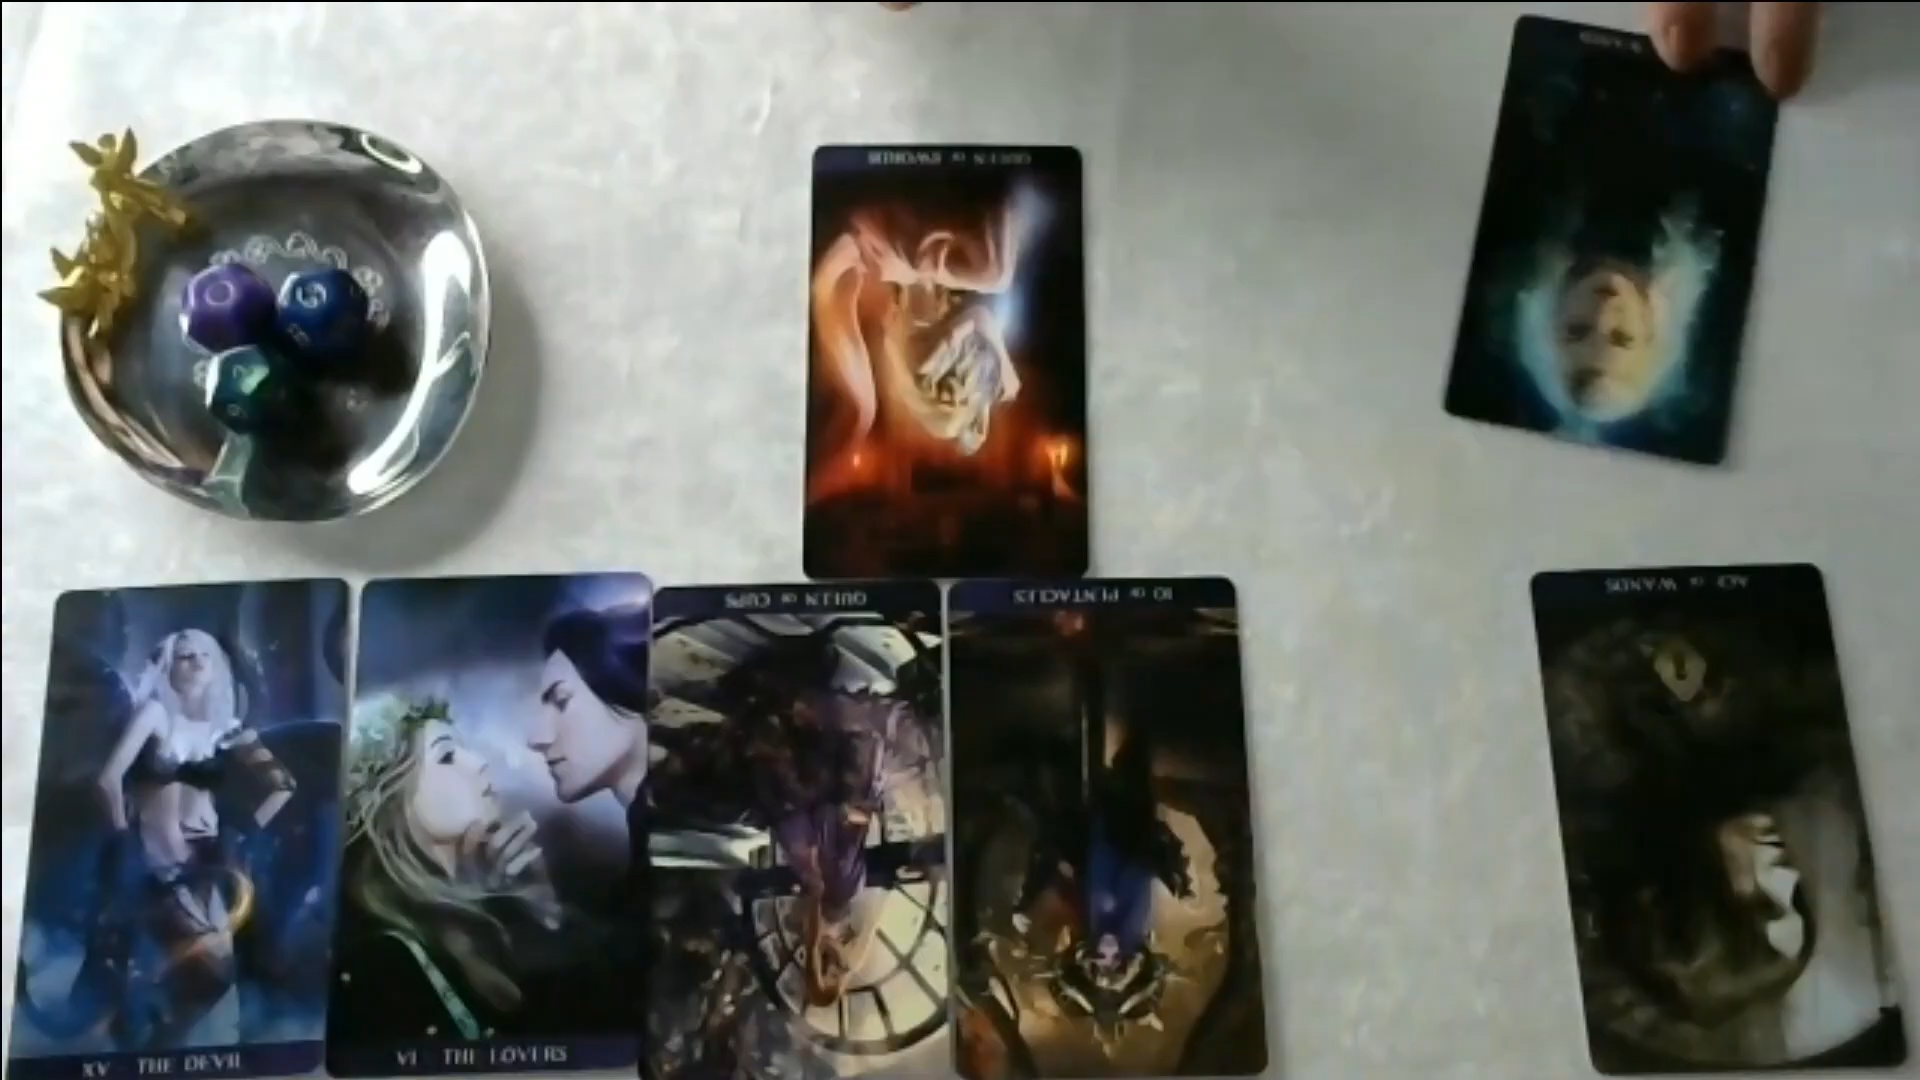 QUEEN OF SWORDS
QUEEN OF CUPS
10 OF PENTACLES
ACE OF WANDS
XV THE DEVIL
VI THE LOVERS